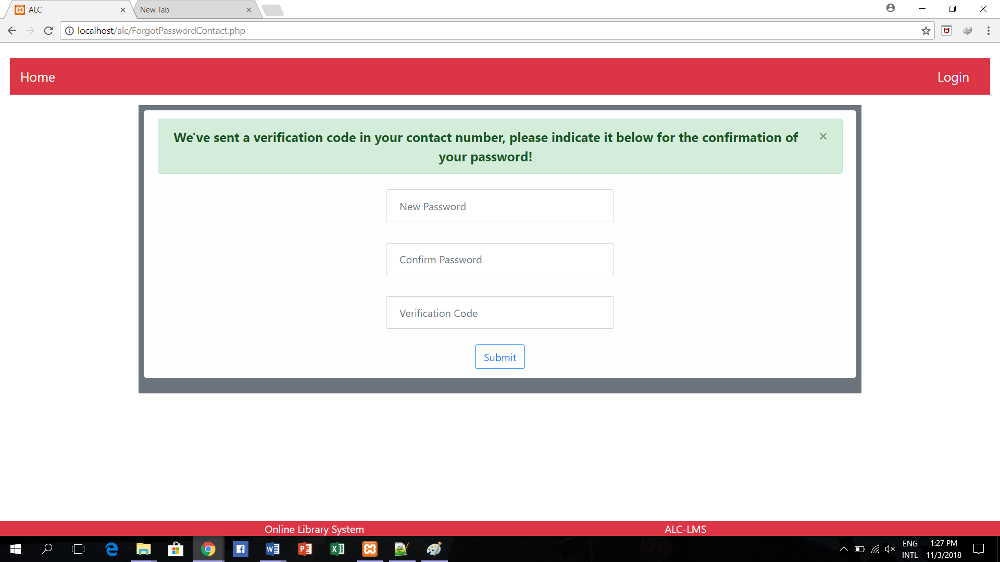 ALC
New Tab
localhost/alc/ForgotPasswordContact.php
Home
Login
We've sent a verification code in your contact number, please indicate it below for the confirmation of
your password!
New Password
Confirm Password
Verification Code
Submit
Online Library System
ALC-LMS
ENG
INTL
1:27 PM
11/3/2018